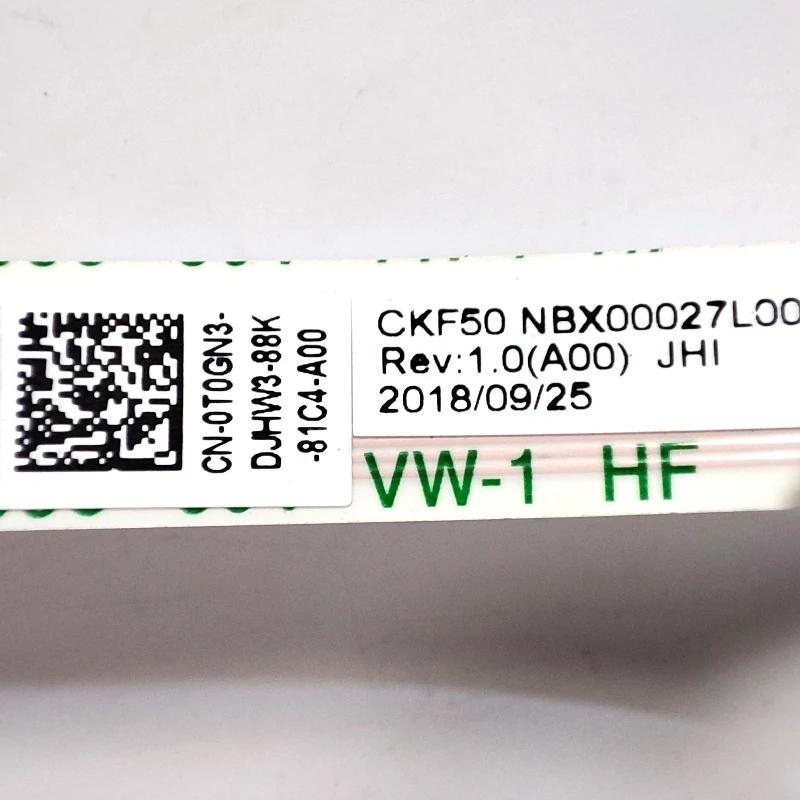 CN-0T0GN3-
DJHW3-88K
-81C4-A00
CKF50 NBX00027L00
Rev:1.0(A00) JHI
2018/09/25
VW-1 HF